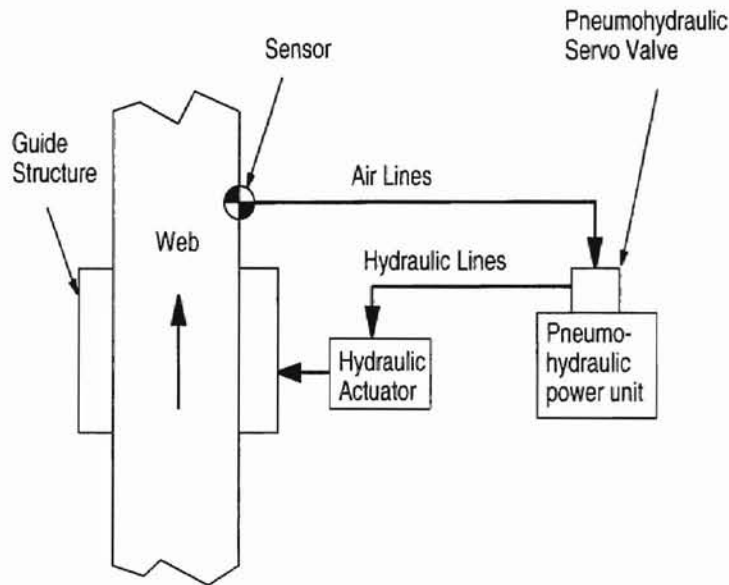 Pneumohydraulic
Servo Valve
Sensor
Guide
Structure
Air Lines
Web
Hydraulic Lines
Hydraulic
Actuator
Pneumo-
hydraulic
power unit